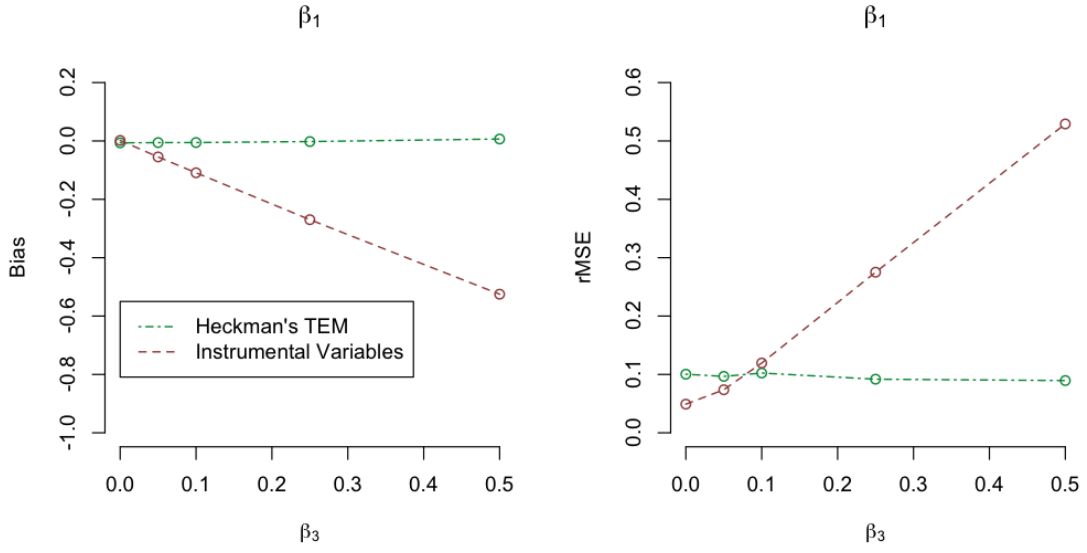 β1
Bias
0.2
0.0
-0.2
-0.4
-0.6
-0.8
-1.0
Heckman's TEM
Instrumental Variables
0.0 0.1 0.2 0.3 0.4 0.5
β3
β1
rMSE
0.6
0.5
0.4
0.3
0.2
0.1
0.0
0.0 0.1 0.2 0.3 0.4 0.5
β3